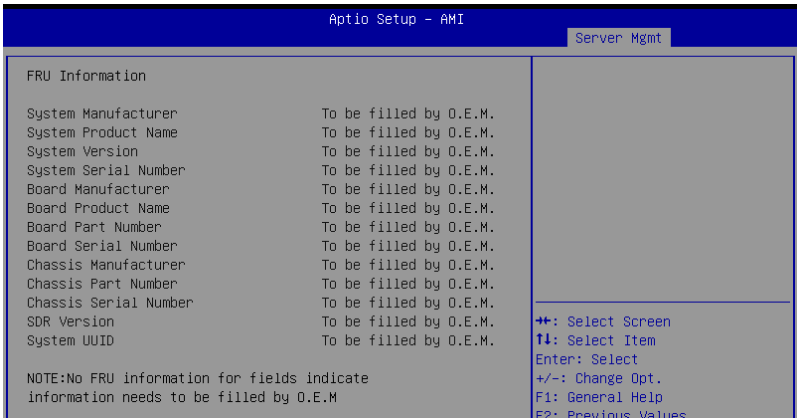 Aptio Setup – AMI
Server Mgmt
FRU Information
System Manufacturer To be filled by O.E.M.
System Product Name To be filled by O.E.M.
System Version To be filled by O.E.M.
System Serial Number To be filled by O.E.M.
Board Manufacturer To be filled by O.E.M.
Board Product Name To be filled by O.E.M.
Board Part Number To be filled by O.E.M.
Board Serial Number To be filled by O.E.M.
Chassis Manufacturer To be filled by O.E.M.
Chassis Part Number To be filled by O.E.M.
Chassis Serial Number To be filled by O.E.M.
SDR Version To be filled by O.E.M.
System UUID To be filled by O.E.M.
NOTE:No FRU information for fields indicate
information needs to be filled by O.E.M
→←: Select Screen
↑↓: Select Item
Enter: Select
+/-: Change Opt.
F1: General Help
F2: Previous Values